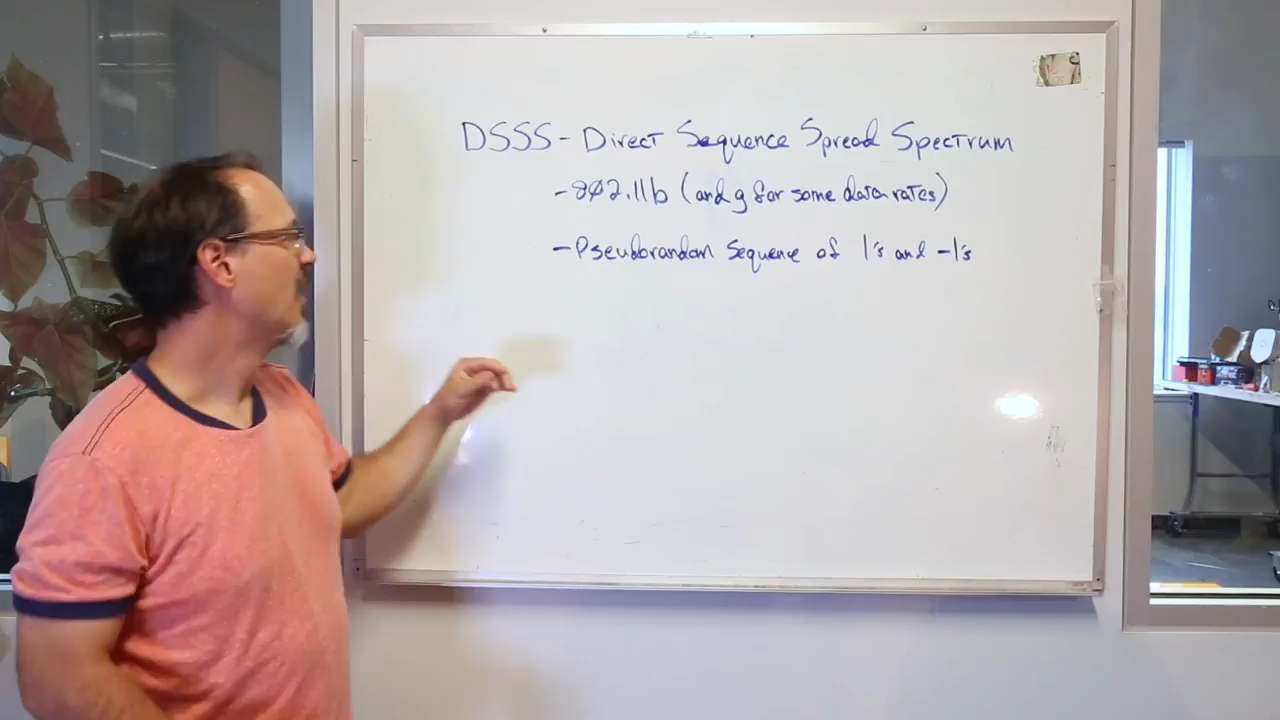 DSSS - Direct Sequence Spread Spectrum
- 802.11b (and g for some data rates)
- Pseudorandom Sequence of 1's and -1's